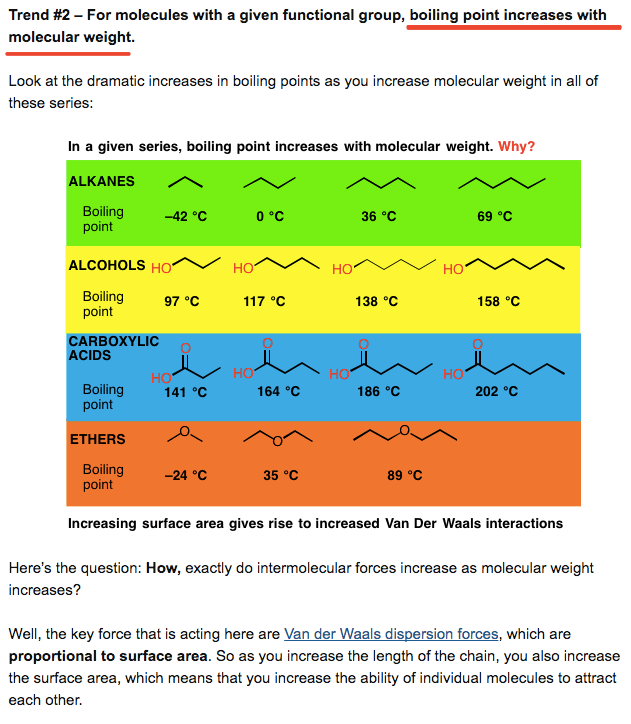 Trend #2 – For molecules with a given functional group, boiling point increases with
molecular weight.
Look at the dramatic increases in boiling points as you increase molecular weight in all of
these series:
In a given series, boiling point increases with molecular weight. Why?
ALKANES
Boiling
point
–42 °C 0 °C 36 °C 69 °C
ALCOHOLS HO HO HO HO
Boiling
point
97 °C 117 °C 138 °C 158 °C
CARBOXYLIC
ACIDS
O O O O
HO HO HO HO
Boiling
point
141 °C 164 °C 186 °C 202 °C
ETHERS O O O
Boiling
point
–24 °C 35 °C 89 °C
Increasing surface area gives rise to increased Van Der Waals interactions
Here’s the question: How, exactly do intermolecular forces increase as molecular weight
increases?
Well, the key force that is acting here are Van der Waals dispersion forces, which are
proportional to surface area. So as you increase the length of the chain, you also increase
the surface area, which means that you increase the ability of individual molecules to attract
each other.